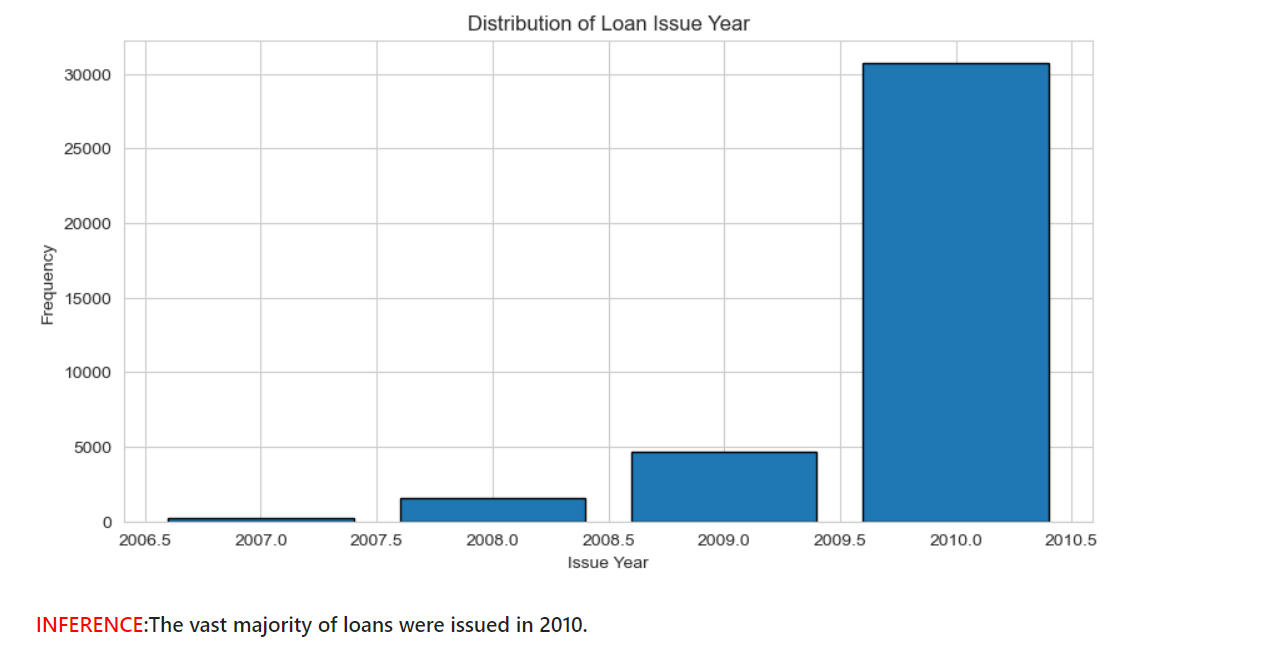 Distribution of Loan Issue Year
30000
25000
20000
15000
10000
5000
0
Frequency
2006.5 2007.0 2007.5 2008.0 2008.5 2009.0 2009.5 2010.0 2010.5
Issue Year
INFERENCE:The vast majority of loans were issued in 2010.